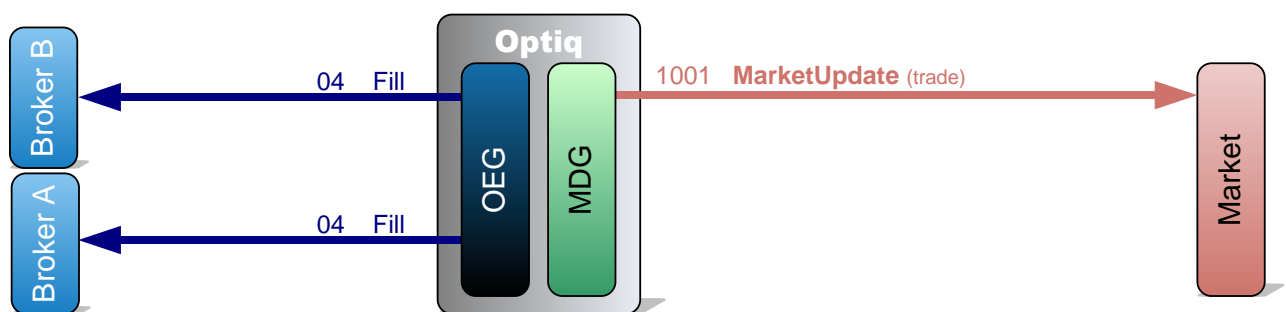 Optiq
Broker B
04 Fill
1001 MarketUpdate (trade)
OEG
MDG
Market
Broker A
04 Fill